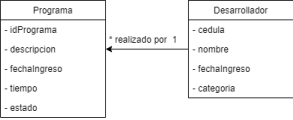 Programa
- idPrograma
- descripcion
- fechaIngreso
- tiempo
- estado
* realizado por 1
Desarrollador
- cedula
- nombre
- fechaIngreso
- categoria